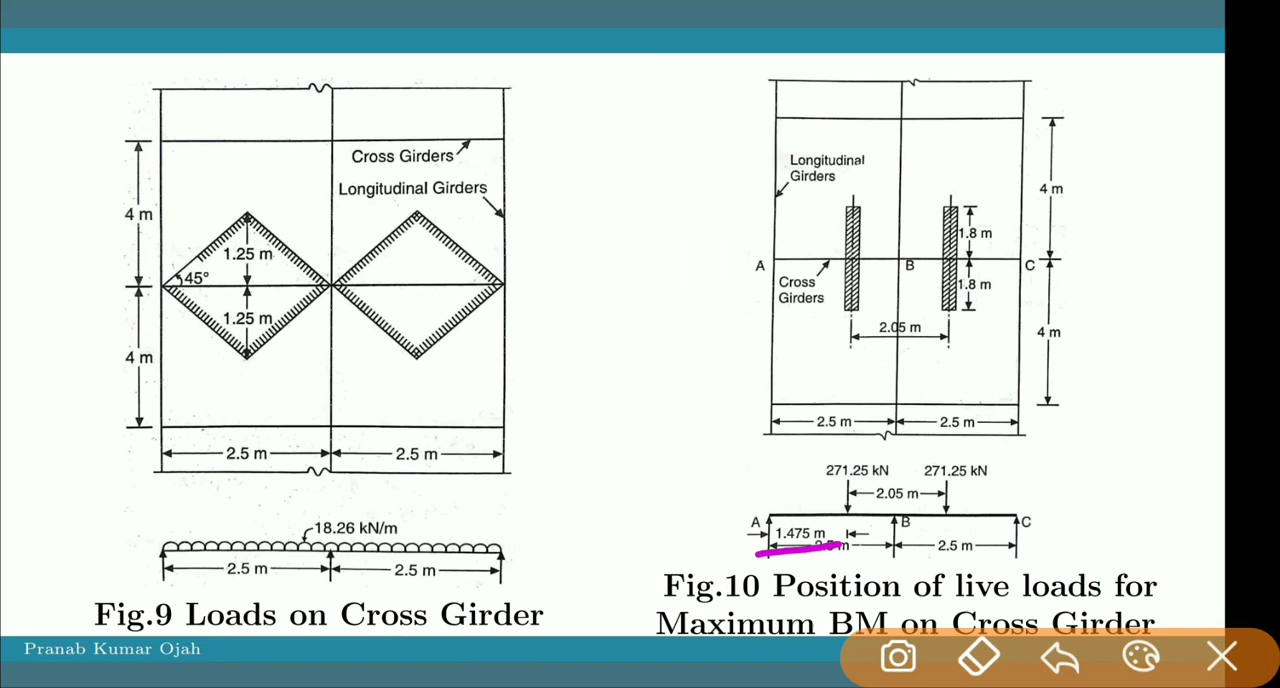 Cross Girders
Longitudinal Girders
4 m
1.25 m
45°
1.25 m
4 m
2.5 m
2.5 m
18.26 kN/m
2.5 m
2.5 m
Fig.9 Loads on Cross Girder
Longitudinal
Girders
4 m
1.8 m
A
B
C
Cross
Girders
1.8 m
2.05 m
4 m
2.5 m
2.5 m
271.25 kN
271.25 kN
2.05 m
A
B
C
1.475 m
2.5 m
2.5 m
Fig.10 Position of live loads for
Maximum BM on Cross Girder
Pranab Kumar Ojah